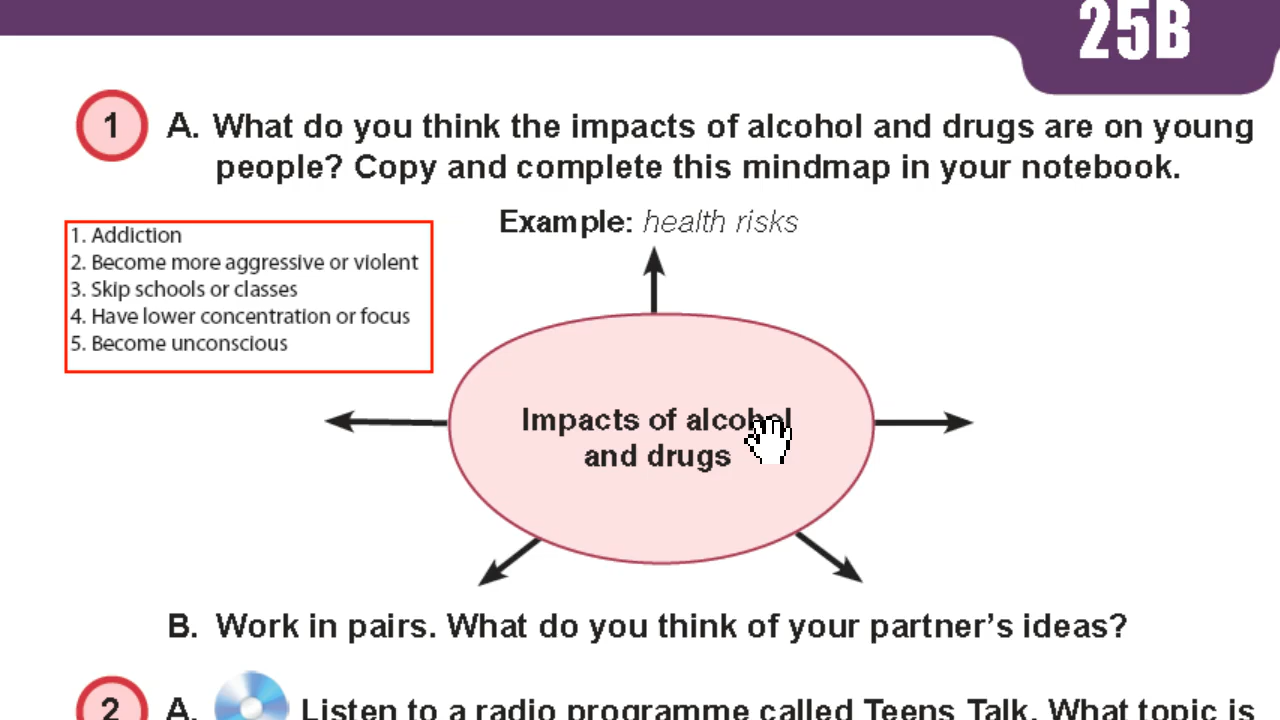 25B
1 A. What do you think the impacts of alcohol and drugs are on young
people? Copy and complete this mindmap in your notebook.
Example: health risks
1. Addiction
2. Become more aggressive or violent
3. Skip schools or classes
4. Have lower concentration or focus
5. Become unconscious
Impacts of alcohol
and drugs
B. Work in pairs. What do you think of your partner's ideas?
2 A. Listen to a radio programme called Teens Talk. What topic is